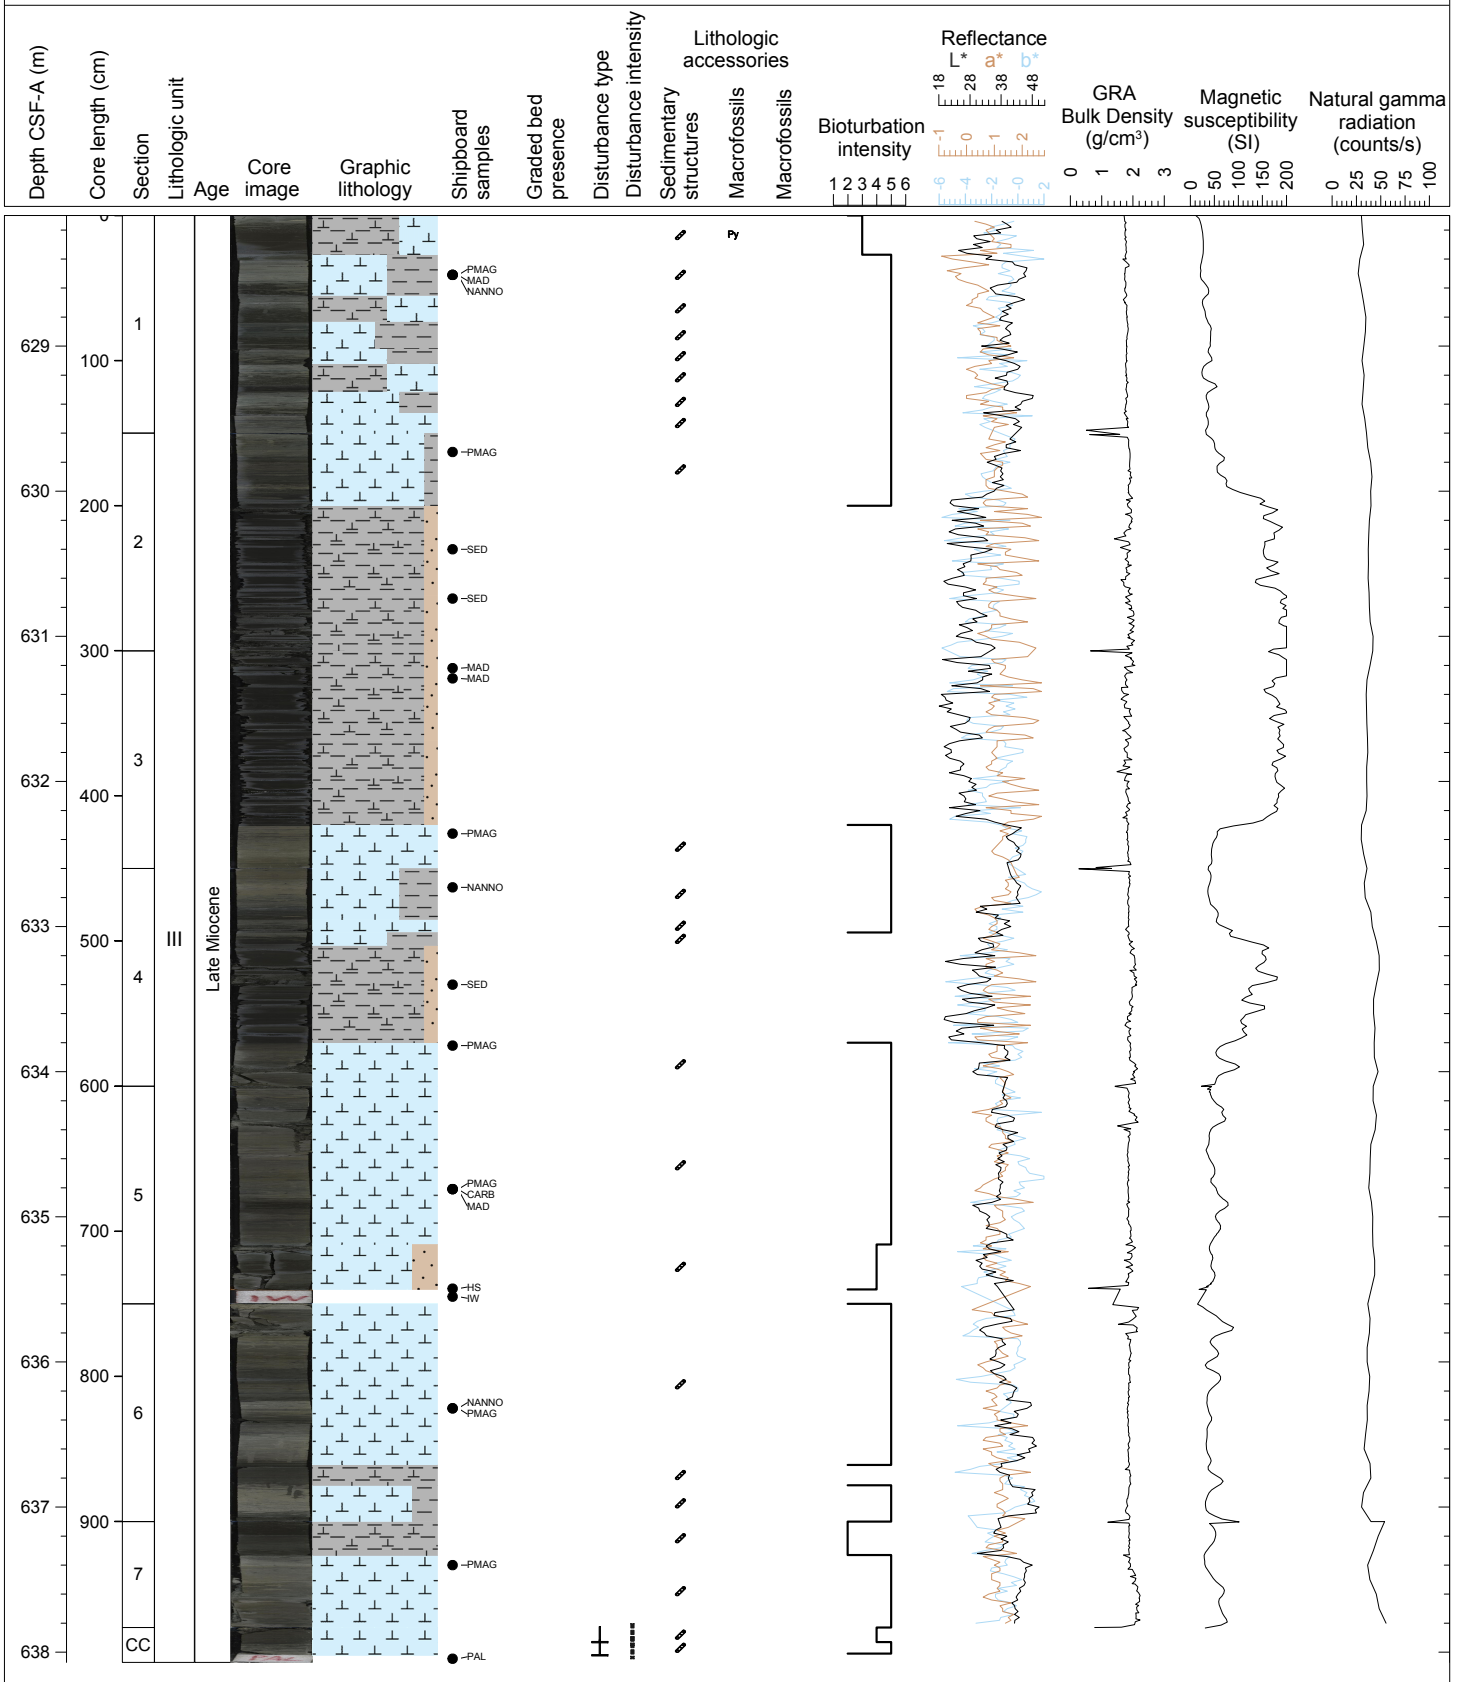 Depth CSF-A (m)
Core length (cm)
Section
Lithologic unit
Age
Core
image
Graphic
lithology
Shipboard
samples
Graded bed
presence
Disturbance type
Disturbance intensity
Lithologic
accessories
Sedimentary
structures
Macrofossils
Macrofossils
Bioturbation
intensity
1 2 3 4 5 6
Reflectance
L* a* b*
18 28 38 48
-1 0 1 2
-6 -4 -2 -0 2
GRA
Bulk Density
(g/cm³)
0 1 2 3
Magnetic
susceptibility
(SI)
0 50 100 150 200
Natural gamma
radiation
(counts/s)
0 25 50 75 100
0
Py
PMAG
MAD
NANNO
1
629
100
PMAG
630
200
2
SED
SED
631
300
MAD
MAD
3
632
400
PMAG
NANNO
633
500
III
Late Miocene
4
SED
PMAG
634
600
PMAG
CARB
MAD
5
635
700
HS
IW
IW
636
800
NANNO
PMAG
6
637
900
PMAG
7
CC
638
PAL
PAL